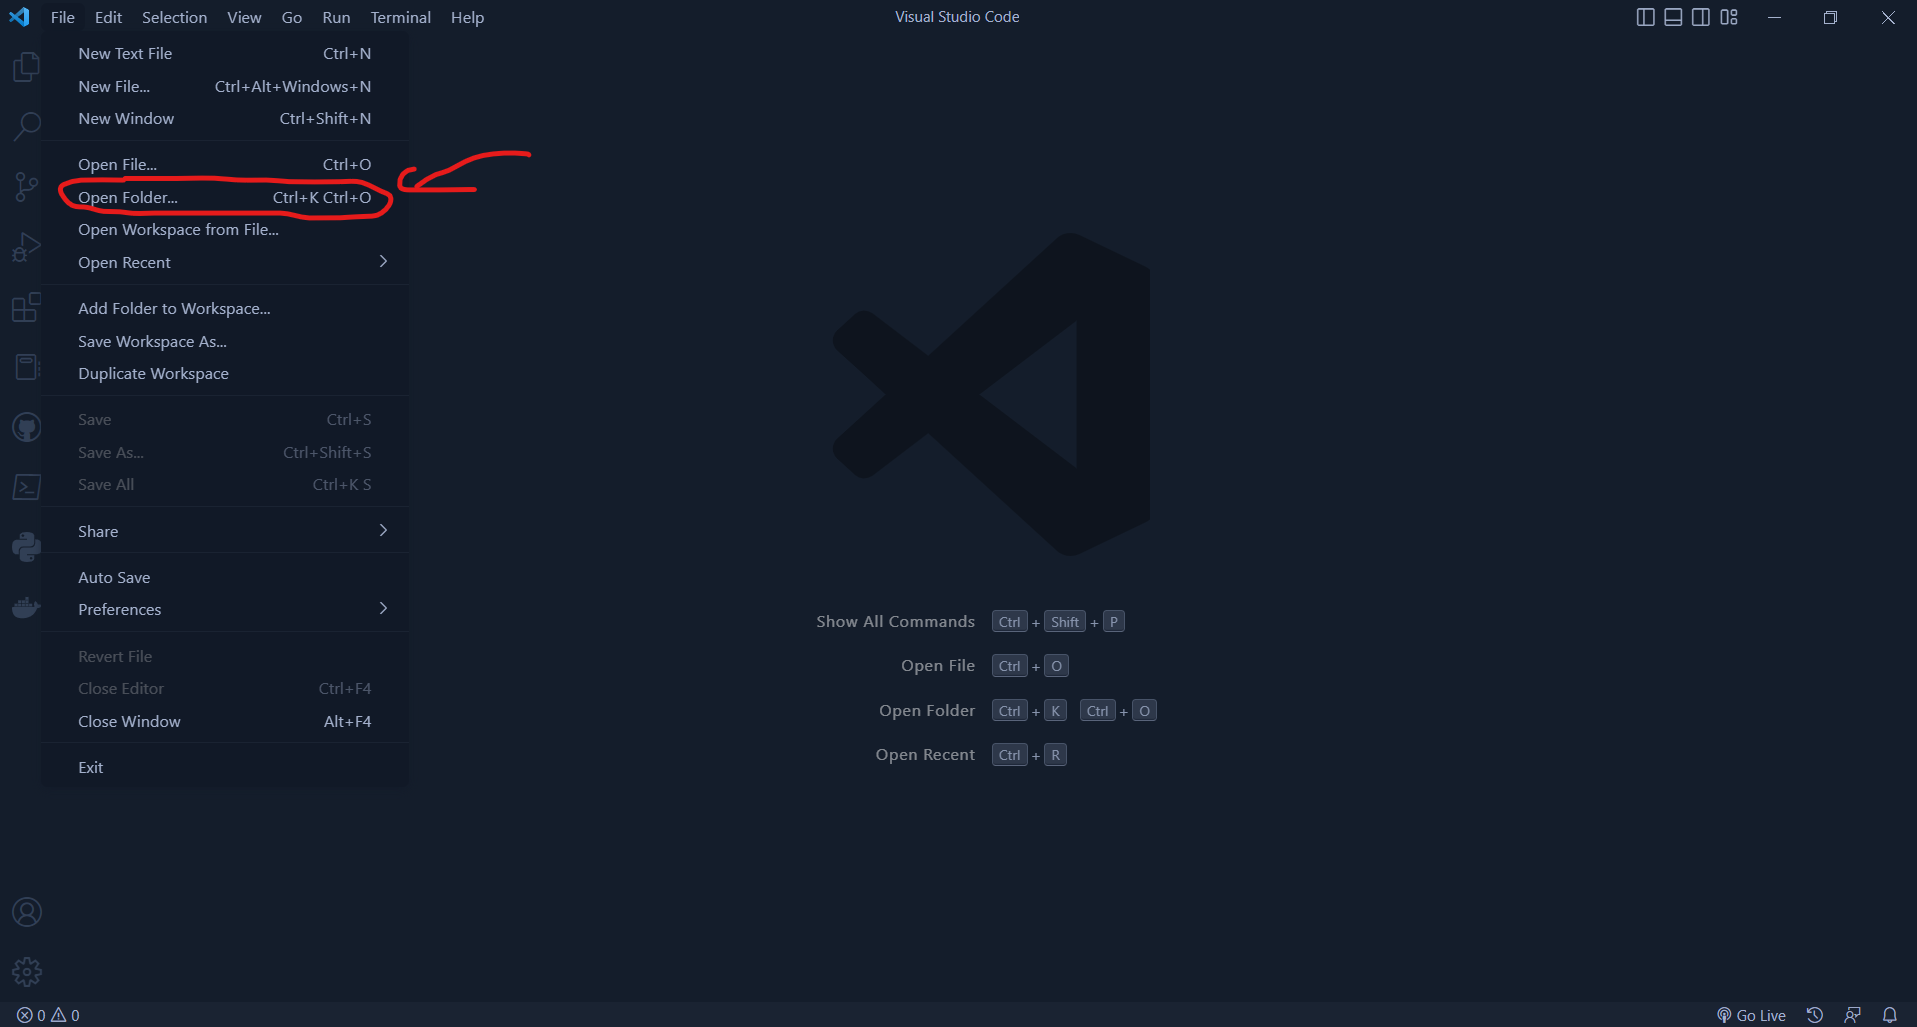 File Edit Selection View Go Run Terminal Help
Visual Studio Code
New Text File Ctrl+N
New File... Ctrl+Alt+Windows+N
New Window Ctrl+Shift+N
Open File... Ctrl+O
Open Folder... Ctrl+K Ctrl+O
Open Workspace from File...
Open Recent
Add Folder to Workspace...
Save Workspace As...
Duplicate Workspace
Save Ctrl+S
Save As... Ctrl+Shift+S
Save All Ctrl+K S
Share
Auto Save
Preferences
Revert File
Close Editor Ctrl+F4
Close Window Alt+F4
Exit
Show All Commands Ctrl + Shift + P
Open File Ctrl + O
Open Folder Ctrl + K Ctrl + O
Open Recent Ctrl + R
0 0
Go Live